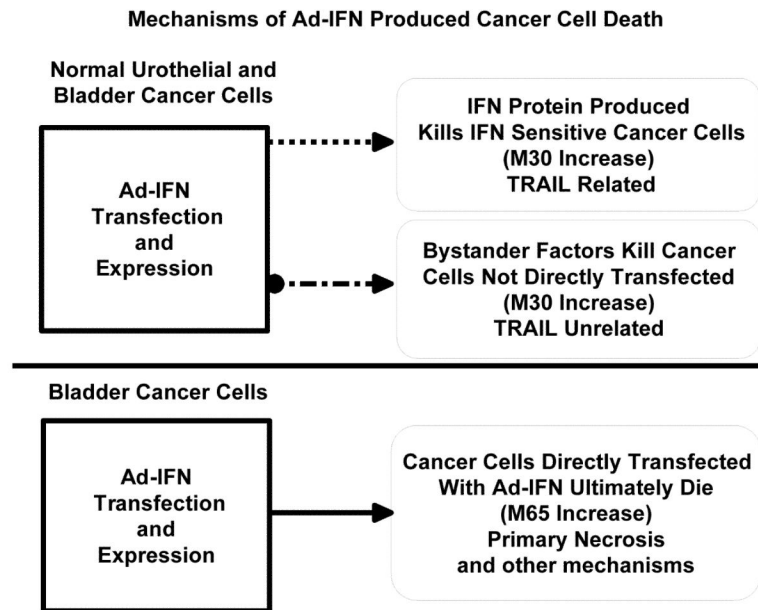 Mechanisms of Ad-IFN Produced Cancer Cell Death
Normal Urothelial and
Bladder Cancer Cells
Ad-IFN
Transfection
and
Expression
IFN Protein Produced
Kills IFN Sensitive Cancer Cells
(M30 Increase)
TRAIL Related
Bystander Factors Kill Cancer
Cells Not Directly Transfected
(M30 Increase)
TRAIL Unrelated
Bladder Cancer Cells
Ad-IFN
Transfection
and
Expression
Cancer Cells Directly Transfected
With Ad-IFN Ultimately Die
(M65 Increase)
Primary Necrosis
and other mechanisms